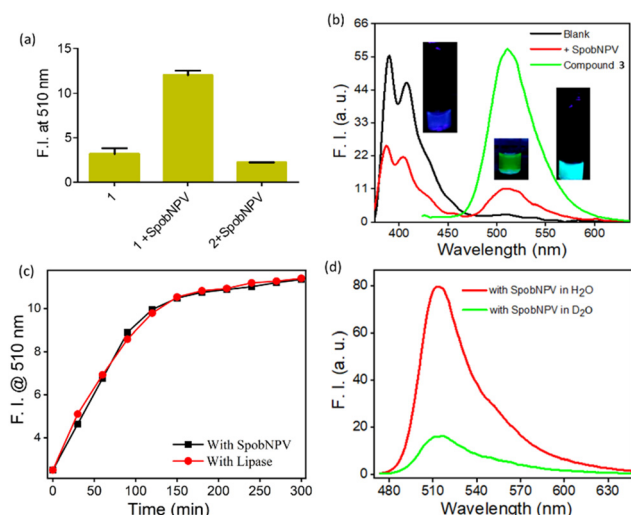 (a)
F.I. at 510 nm
15
10
5
0
1
1+SpobNPV
2+SpobNPV
(b)
F. I. (a. u.)
66
55
44
33
22
11
0
Blank
+ SpobNPV
Compound 3
400 450 500 550 600
Wavelength (nm)
(c)
F. I. @ 510 nm
10
8
6
4
With SpobNPV
With Lipase
0 50 100 150 200 250 300
Time (min)
(d)
F. I. (a. u.)
80
60
40
20
0
with SpobNPV in H2O
with SpobNPV in D2O
480 510 540 570 600 630
Wavelength (nm)